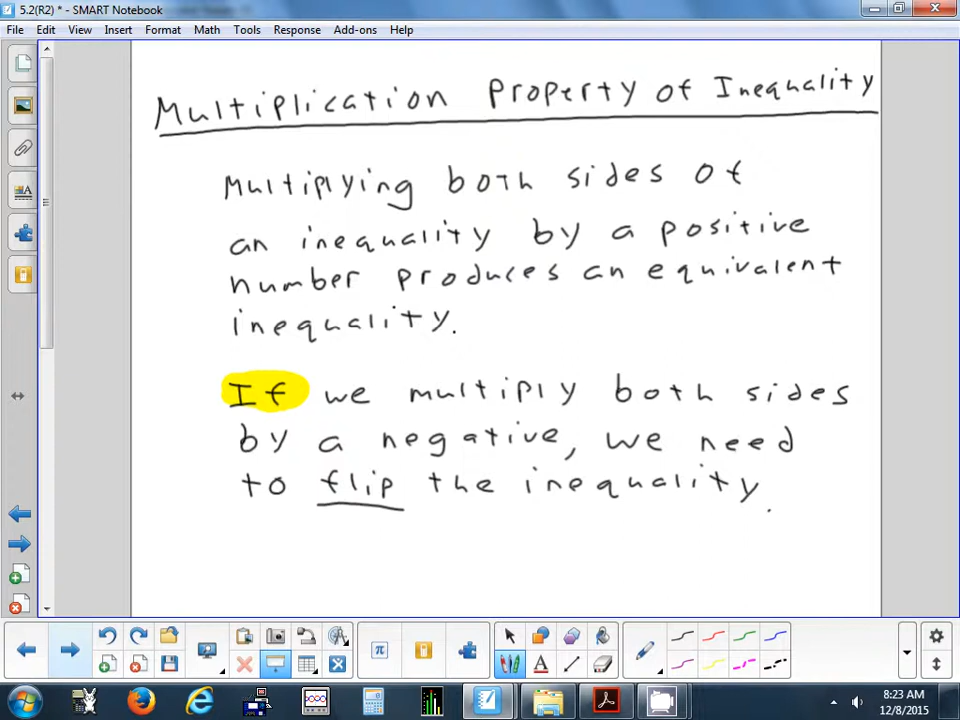 5.2(R2) * - SMART Notebook
File Edit View Insert Format Math Tools Response Add-ons Help
Multiplication Property of Inequality
Multiplying both sides of
an inequality by a positive
number produces an equivalent
inequality.
If we multiply both sides
by a negative, we need
to flip the inequality.
8:23 AM
12/8/2015